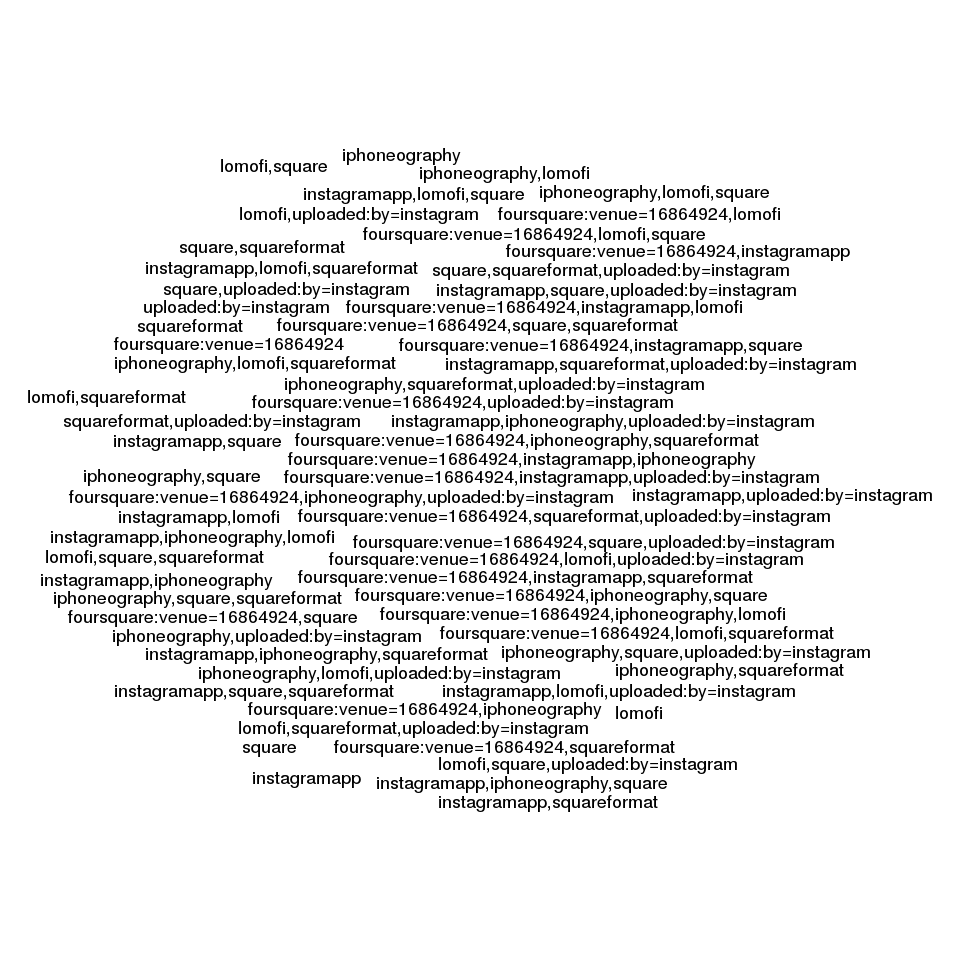 iphoneography
lomofi,square
iphoneography,lomofi
instagramapp,lomofi,square
iphoneography,lomofi,square
lomofi,uploaded:by=instagram
foursquare:venue=16864924,lomofi
foursquare:venue=16864924,lomofi,square
square,squareformat
foursquare:venue=16864924,instagramapp
instagramapp,lomofi,squareformat
square,squareformat,uploaded:by=instagram
square,uploaded:by=instagram
instagramapp,square,uploaded:by=instagram
uploaded:by=instagram
foursquare:venue=16864924,instagramapp,lomofi
squareformat
foursquare:venue=16864924,square,squareformat
foursquare:venue=16864924
foursquare:venue=16864924,instagramapp,square
iphoneography,lomofi,squareformat
instagramapp,squareformat,uploaded:by=instagram
iphoneography,squareformat,uploaded:by=instagram
lomofi,squareformat
foursquare:venue=16864924,uploaded:by=instagram
squareformat,uploaded:by=instagram
instagramapp,iphoneography,uploaded:by=instagram
instagramapp,square
foursquare:venue=16864924,iphoneography,squareformat
foursquare:venue=16864924,instagramapp,iphoneography
iphoneography,square
foursquare:venue=16864924,instagramapp,uploaded:by=instagram
foursquare:venue=16864924,iphoneography,uploaded:by=instagram
instagramapp,uploaded:by=instagram
instagramapp,lomofi
foursquare:venue=16864924,squareformat,uploaded:by=instagram
instagramapp,iphoneography,lomofi
foursquare:venue=16864924,square,uploaded:by=instagram
lomofi,square,squareformat
foursquare:venue=16864924,lomofi,uploaded:by=instagram
instagramapp,iphoneography
foursquare:venue=16864924,instagramapp,squareformat
iphoneography,square,squareformat
foursquare:venue=16864924,iphoneography,square
foursquare:venue=16864924,square
foursquare:venue=16864924,iphoneography,lomofi
iphoneography,uploaded:by=instagram
foursquare:venue=16864924,lomofi,squareformat
instagramapp,iphoneography,squareformat
iphoneography,square,uploaded:by=instagram
iphoneography,lomofi,uploaded:by=instagram
iphoneography,squareformat
instagramapp,square,squareformat
instagramapp,lomofi,uploaded:by=instagram
foursquare:venue=16864924,iphoneography
lomofi
lomofi,squareformat,uploaded:by=instagram
square
foursquare:venue=16864924,squareformat
lomofi,square,uploaded:by=instagram
instagramapp
instagramapp,iphoneography,square
instagramapp,squareformat